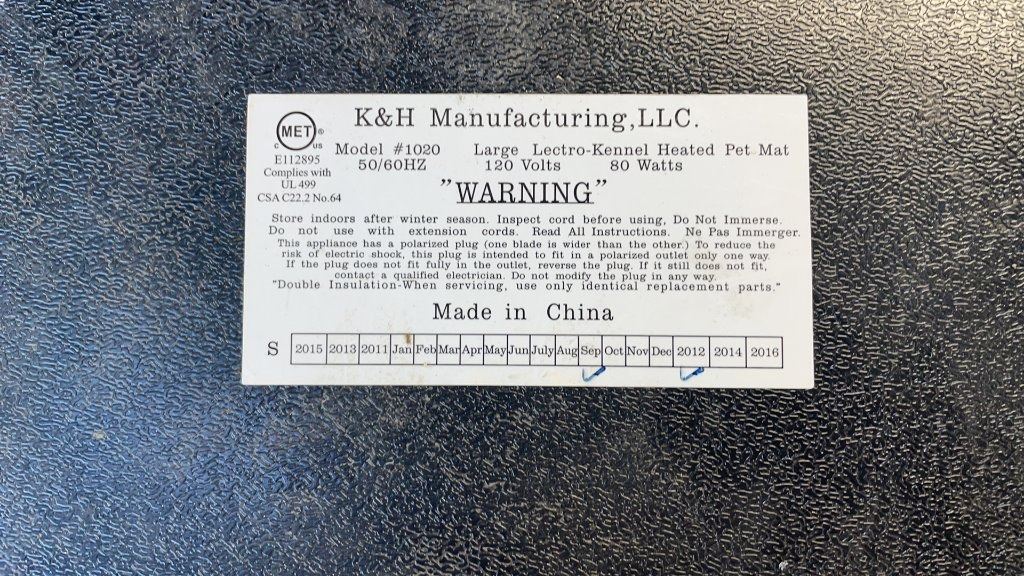 K&H Manufacturing,LLC.
MET®
C US
E112895
Complies with
UL 499
CSA C22.2 No.64
Model #1020 Large Lectro-Kennel Heated Pet Mat
50/60HZ 120 Volts 80 Watts
"WARNING"
Store indoors after winter season. Inspect cord before using, Do Not Immerse.
Do not use with extension cords. Read All Instructions. Ne Pas Immerger.
This appliance has a polarized plug (one blade is wider than the other.) To reduce the
risk of electric shock, this plug is intended to fit in a polarized outlet only one way.
If the plug does not fit fully in the outlet, reverse the plug. If it still does not fit,
contact a qualified electrician. Do not modify the plug in any way.
"Double Insulation-When servicing, use only identical replacement parts."
Made in China
S 2015 2013 2011 Jan Feb Mar Apr May Jun July Aug Sep Oct Nov Dec 2012 2014 2016